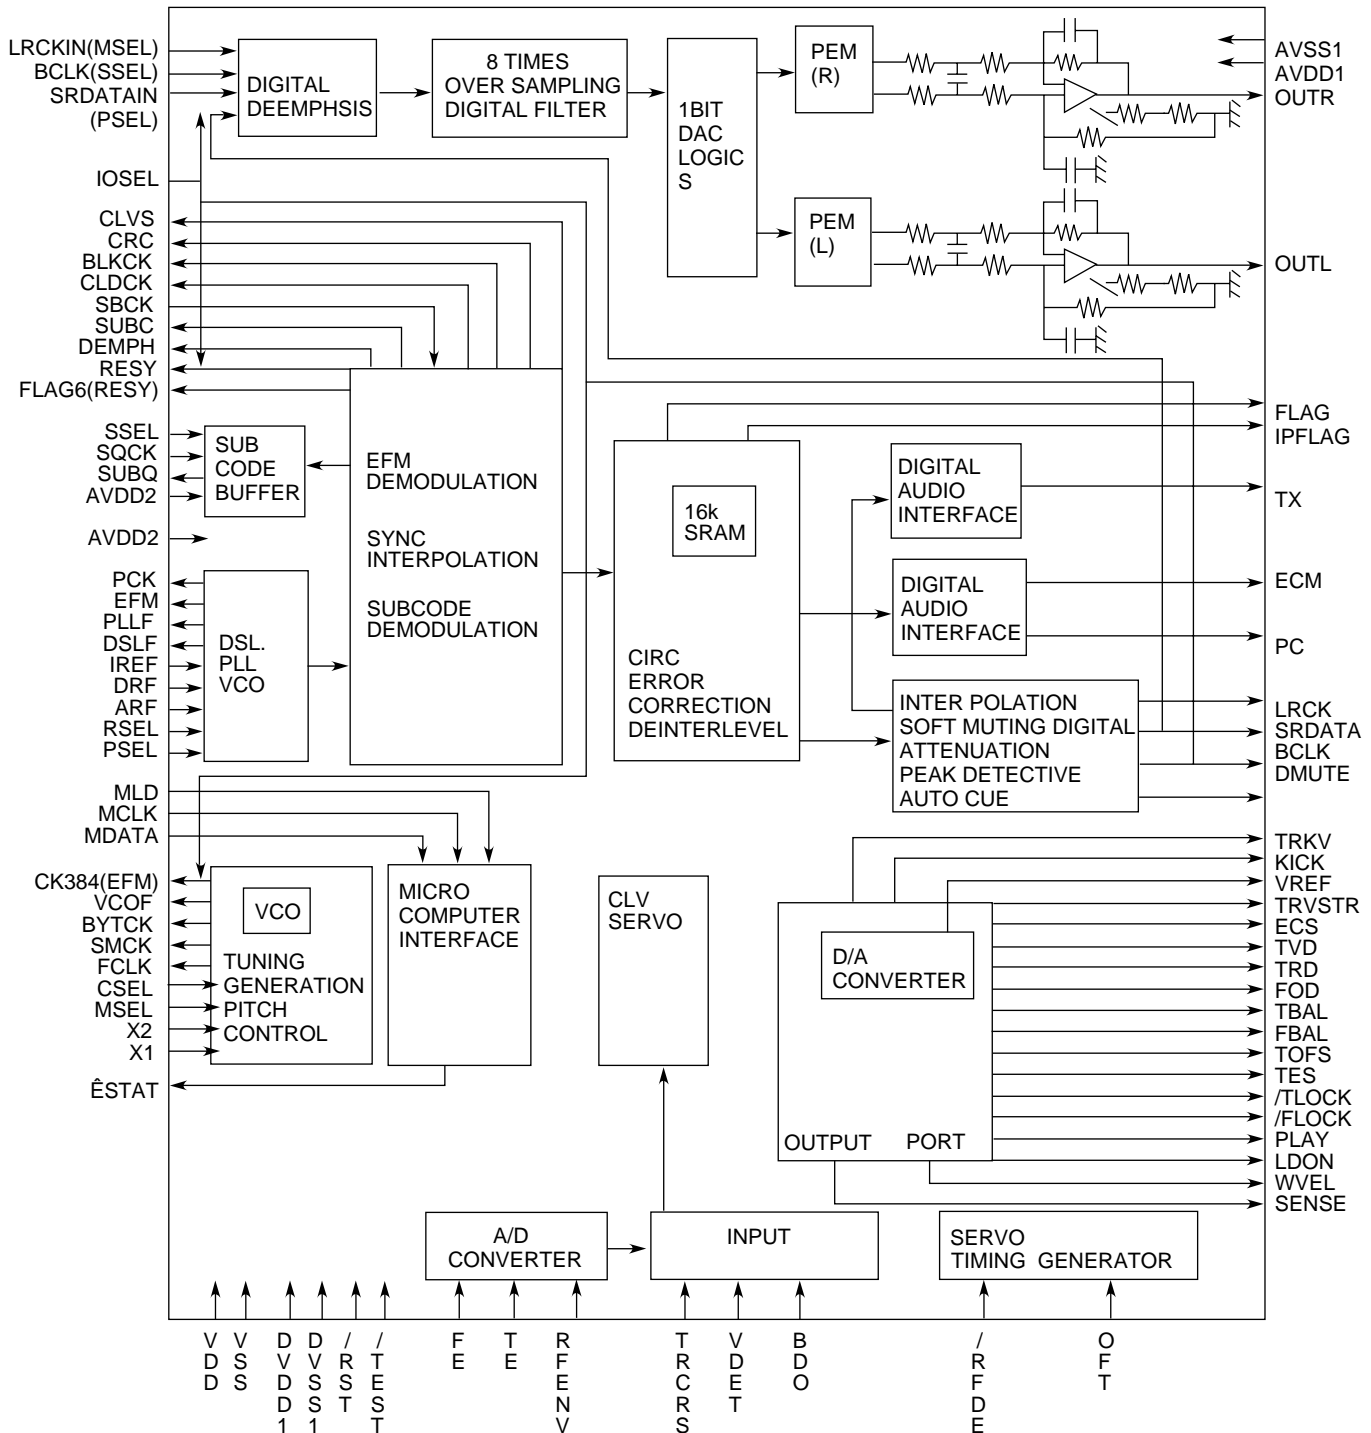 LRCKIN(MSEL)
BCLK(SSEL)
SRDATAIN
(PSEL)
IOSEL
CLVS
CRC
BLKCK
CLDCK
SBCK
SUBC
DEMPH
RESY
FLAG6(RESY)
SSEL
SQCK
SUBQ
AVDD2
AVDD2
PCK
EFM
PLLF
DSLF
IREF
DRF
ARF
RSEL
PSEL
MLD
MCLK
MDATA
CK384(EFM)
VCOF
BYTCK
SMCK
FCLK
CSEL
MSEL
X2
X1
ÊSTAT
DIGITAL
DEEMPHSIS
8 TIMES
OVER SAMPLING
DIGITAL FILTER
1BIT
DAC
LOGIC
S
PEM
(R)
PEM
(L)
SUB
CODE
BUFFER
EFM
DEMODULATION
SYNC
INTERPOLATION
SUBCODE
DEMODULATION
DSL.
PLL
VCO
16k
SRAM
CIRC
ERROR
CORRECTION
DEINTERLEVEL
DIGITAL
AUDIO
INTERFACE
DIGITAL
AUDIO
INTERFACE
INTER POLATION
SOFT MUTING DIGITAL
ATTENUATION
PEAK DETECTIVE
AUTO CUE
VCO
TUNING
GENERATION
PITCH
CONTROL
MICRO
COMPUTER
INTERFACE
CLV
SERVO
D/A
CONVERTER
OUTPUT PORT
A/D
CONVERTER
INPUT
SERVO
TIMING GENERATOR
AVSS1
AVDD1
OUTR
OUTL
FLAG
IPFLAG
TX
ECM
PC
LRCK
SRDATA
BCLK
DMUTE
TRKV
KICK
VREF
TRVSTR
ECS
TVD
TRD
FOD
TBAL
FBAL
TOFS
TES
/TLOCK
/FLOCK
PLAY
LDON
WVEL
SENSE
VDD
VSS
DVDD1
DVSS1
/RST
/TEST
FE
TE
RFENV
TRCRS
VDET
BDO
/RFDE
OFT